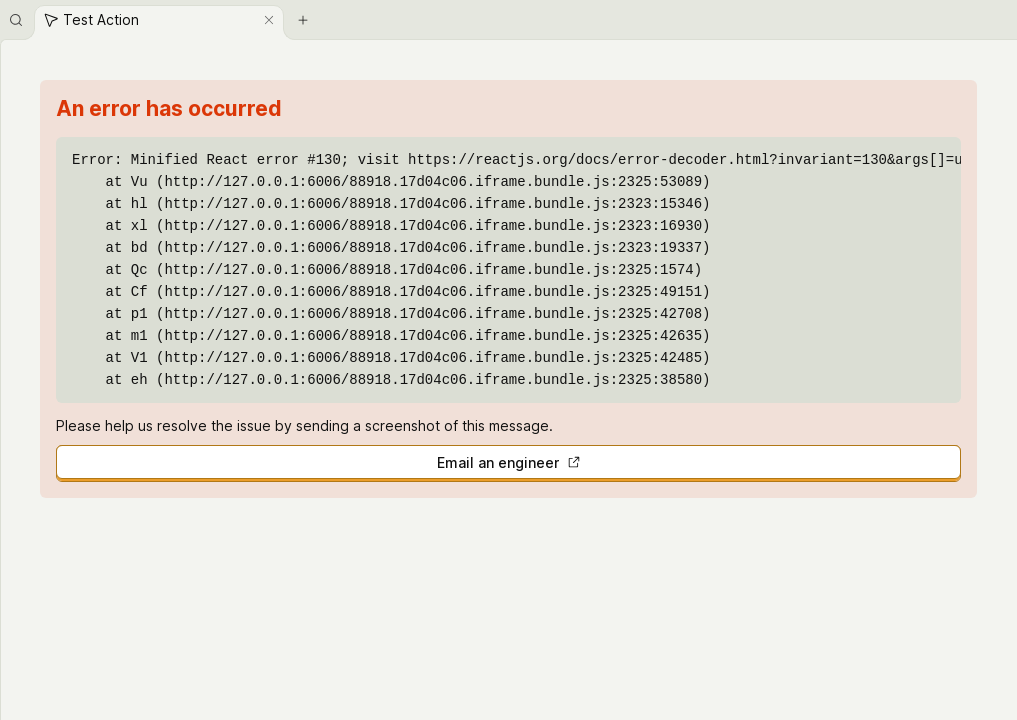 Test Action
An error has occurred
Error: Minified React error #130; visit https://reactjs.org/docs/error-decoder.html?invariant=130&args[]=u
    at Vu (http://127.0.0.1:6006/88918.17d04c06.iframe.bundle.js:2325:53089)
    at hl (http://127.0.0.1:6006/88918.17d04c06.iframe.bundle.js:2323:15346)
    at xl (http://127.0.0.1:6006/88918.17d04c06.iframe.bundle.js:2323:16930)
    at bd (http://127.0.0.1:6006/88918.17d04c06.iframe.bundle.js:2323:19337)
    at Qc (http://127.0.0.1:6006/88918.17d04c06.iframe.bundle.js:2325:1574)
    at Cf (http://127.0.0.1:6006/88918.17d04c06.iframe.bundle.js:2325:49151)
    at p1 (http://127.0.0.1:6006/88918.17d04c06.iframe.bundle.js:2325:42708)
    at m1 (http://127.0.0.1:6006/88918.17d04c06.iframe.bundle.js:2325:42635)
    at V1 (http://127.0.0.1:6006/88918.17d04c06.iframe.bundle.js:2325:42485)
    at eh (http://127.0.0.1:6006/88918.17d04c06.iframe.bundle.js:2325:38580)
Please help us resolve the issue by sending a screenshot of this message.
Email an engineer